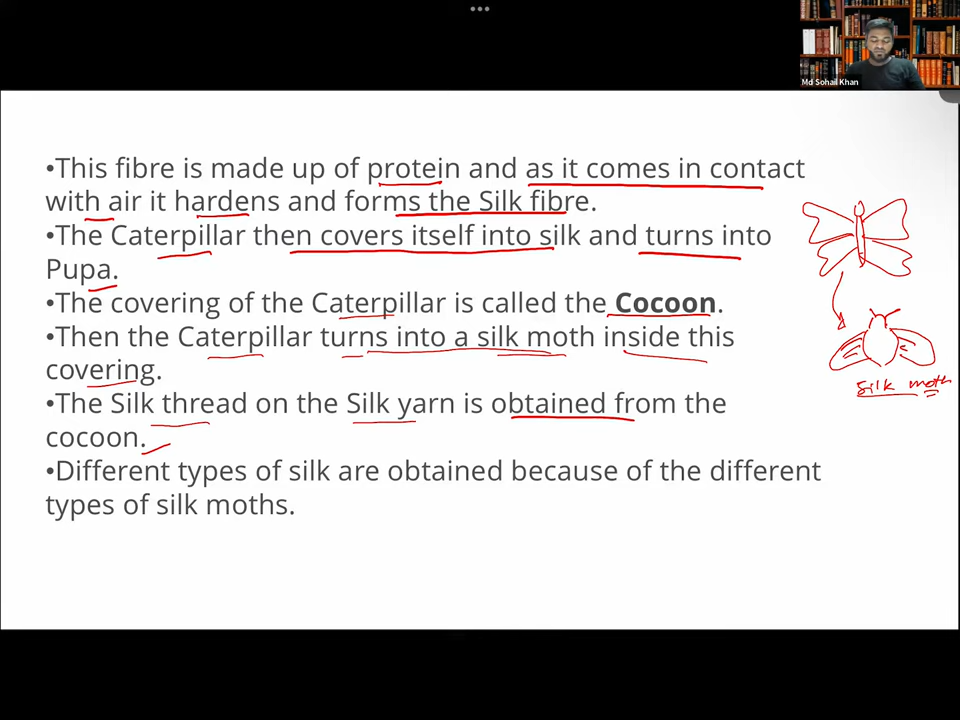 Md Sohail Khan
•This fibre is made up of protein and as it comes in contact
with air it hardens and forms the Silk fibre.
•The Caterpillar then covers itself into silk and turns into
Pupa.
•The covering of the Caterpillar is called the Cocoon.
•Then the Caterpillar turns into a silk moth inside this
covering.
•The Silk thread on the Silk yarn is obtained from the
cocoon.
•Different types of silk are obtained because of the different
types of silk moths.
Silk moth